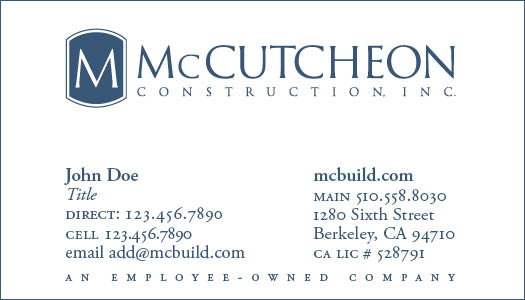 M McCUTCHEON
CONSTRUCTION, INC.
John Doe
Title
DIRECT: 123.456.7890
CELL 123.456.7890
email add@mcbuild.com
mcbuild.com
MAIN 510.558.8030
1280 Sixth Street
Berkeley, CA 94710
CA LIC # 528791
AN EMPLOYEE-OWNED COMPANY